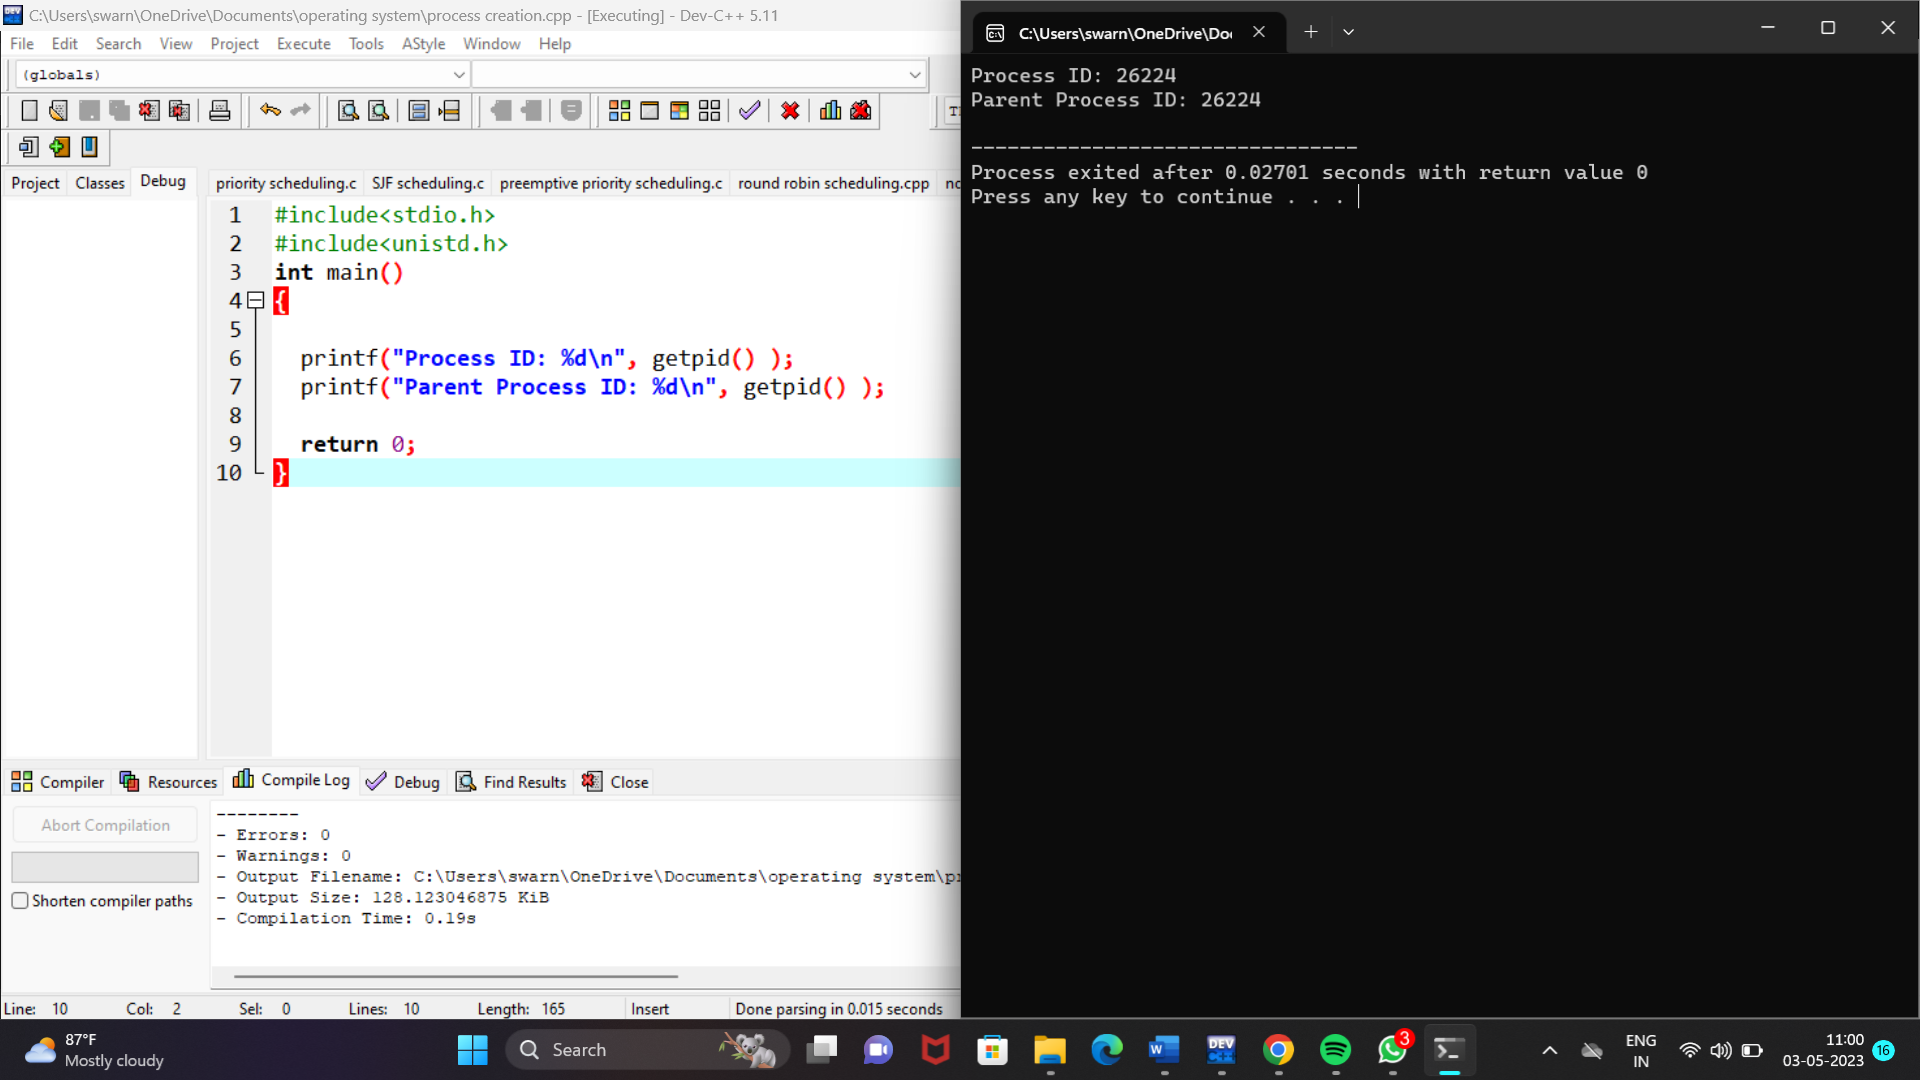 C:\Users\swarn\OneDrive\Documents\operating system\process creation.cpp - [Executing] - Dev-C++ 5.11
File Edit Search View Project Execute Tools AStyle Window Help
(globals)
Project Classes Debug
priority scheduling.c SJF scheduling.c preemptive priority scheduling.c round robin scheduling.cpp
1 #include<stdio.h>
2 #include<unistd.h>
3 int main()
4 {
5
6 printf("Process ID: %d\n", getpid() );
7 printf("Parent Process ID: %d\n", getpid() );
8
9 return 0;
10 }
Compiler Resources Compile Log Debug Find Results Close
Abort Compilation
Shorten compiler paths
--------
- Errors: 0
- Warnings: 0
- Output Filename: C:\Users\swarn\OneDrive\Documents\operating system\pr
- Output Size: 128.123046875 KiB
- Compilation Time: 0.19s
Line: 10 Col: 2 Sel: 0 Lines: 10 Length: 165 Insert Done parsing in 0.015 seconds
C:\Users\swarn\OneDrive\Do
Process ID: 26224
Parent Process ID: 26224
--------------------------------
Process exited after 0.02701 seconds with return value 0
Press any key to continue . . .
87°F
Mostly cloudy
Search
DEV
C++
W
3
ENG
IN
11:00
03-05-2023
16